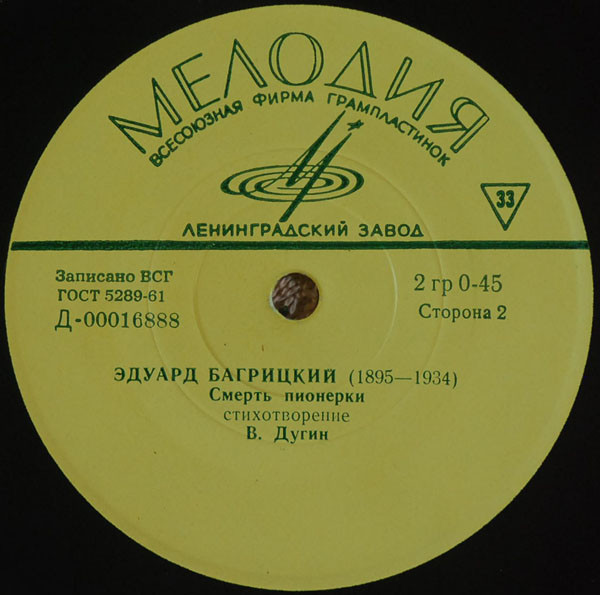 МЕЛОДИЯ
ВСЕСОЮЗНАЯ ФИРМА ГРАМПЛАСТИНОК
33
ЛЕНИНГРАДСКИЙ ЗАВОД
Записано ВСГ
ГОСТ 5289-61
Д-00016888
2 гр 0-45
Сторона 2
ЭДУАРД БАГРИЦКИЙ (1895—1934)
Смерть пионерки
стихотворение
В. Дугин